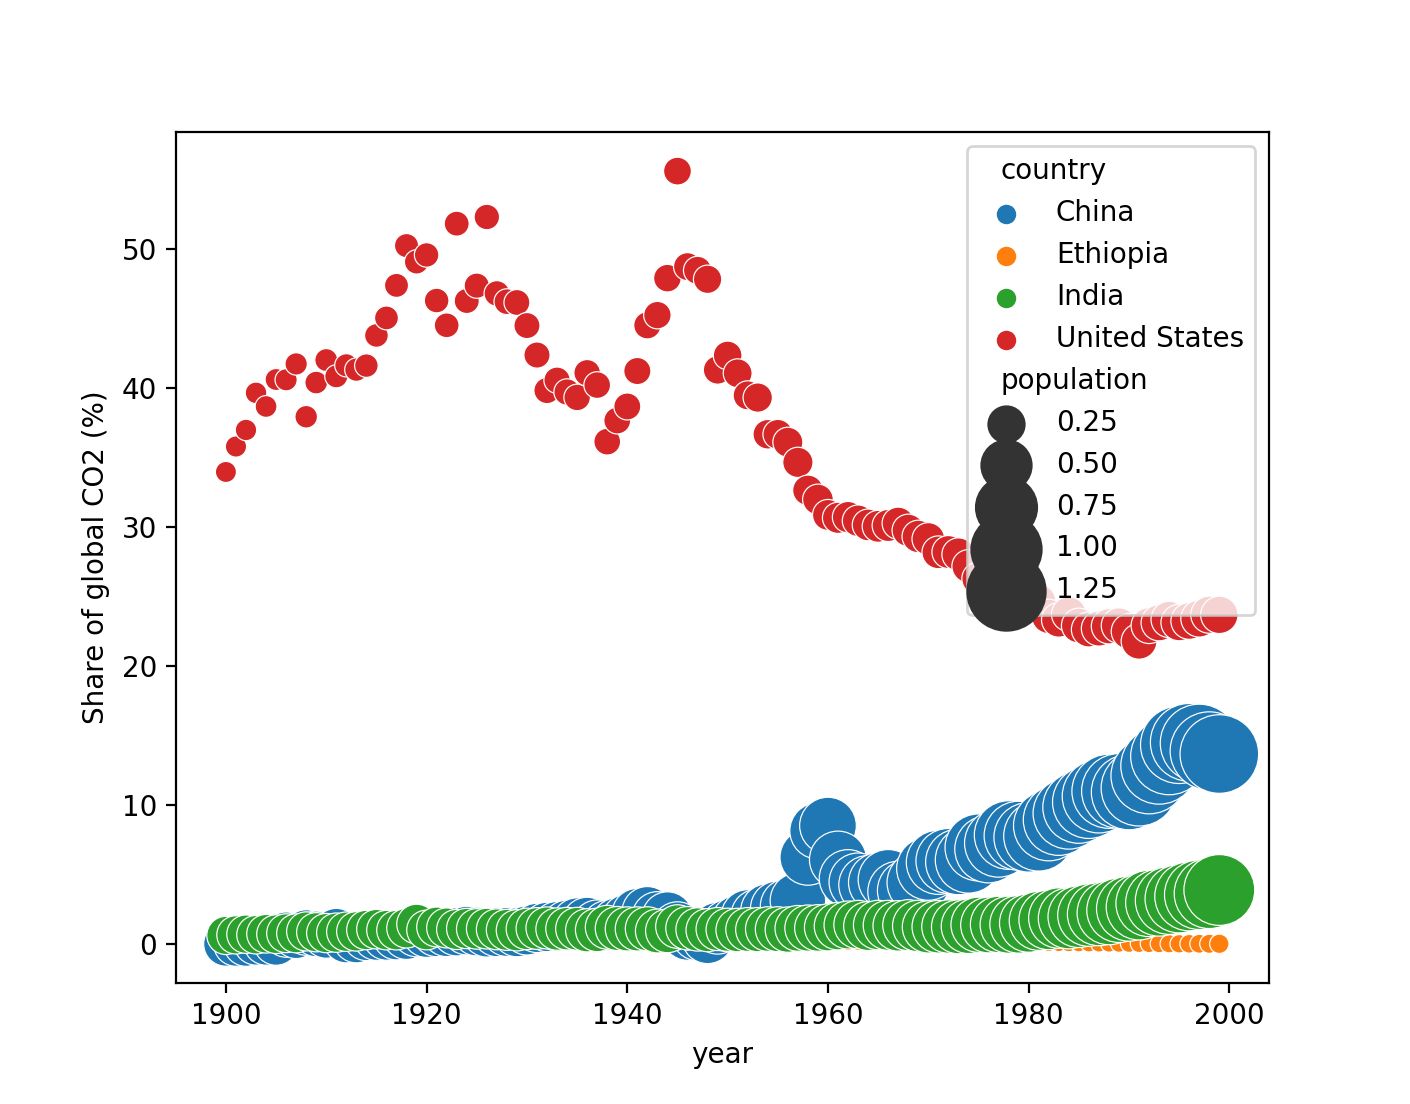 country
China
Ethiopia
India
United States
population
0.25
0.50
0.75
1.00
1.25
Share of global CO2 (%)
50
40
30
20
10
0
1900 1920 1940 1960 1980 2000
year